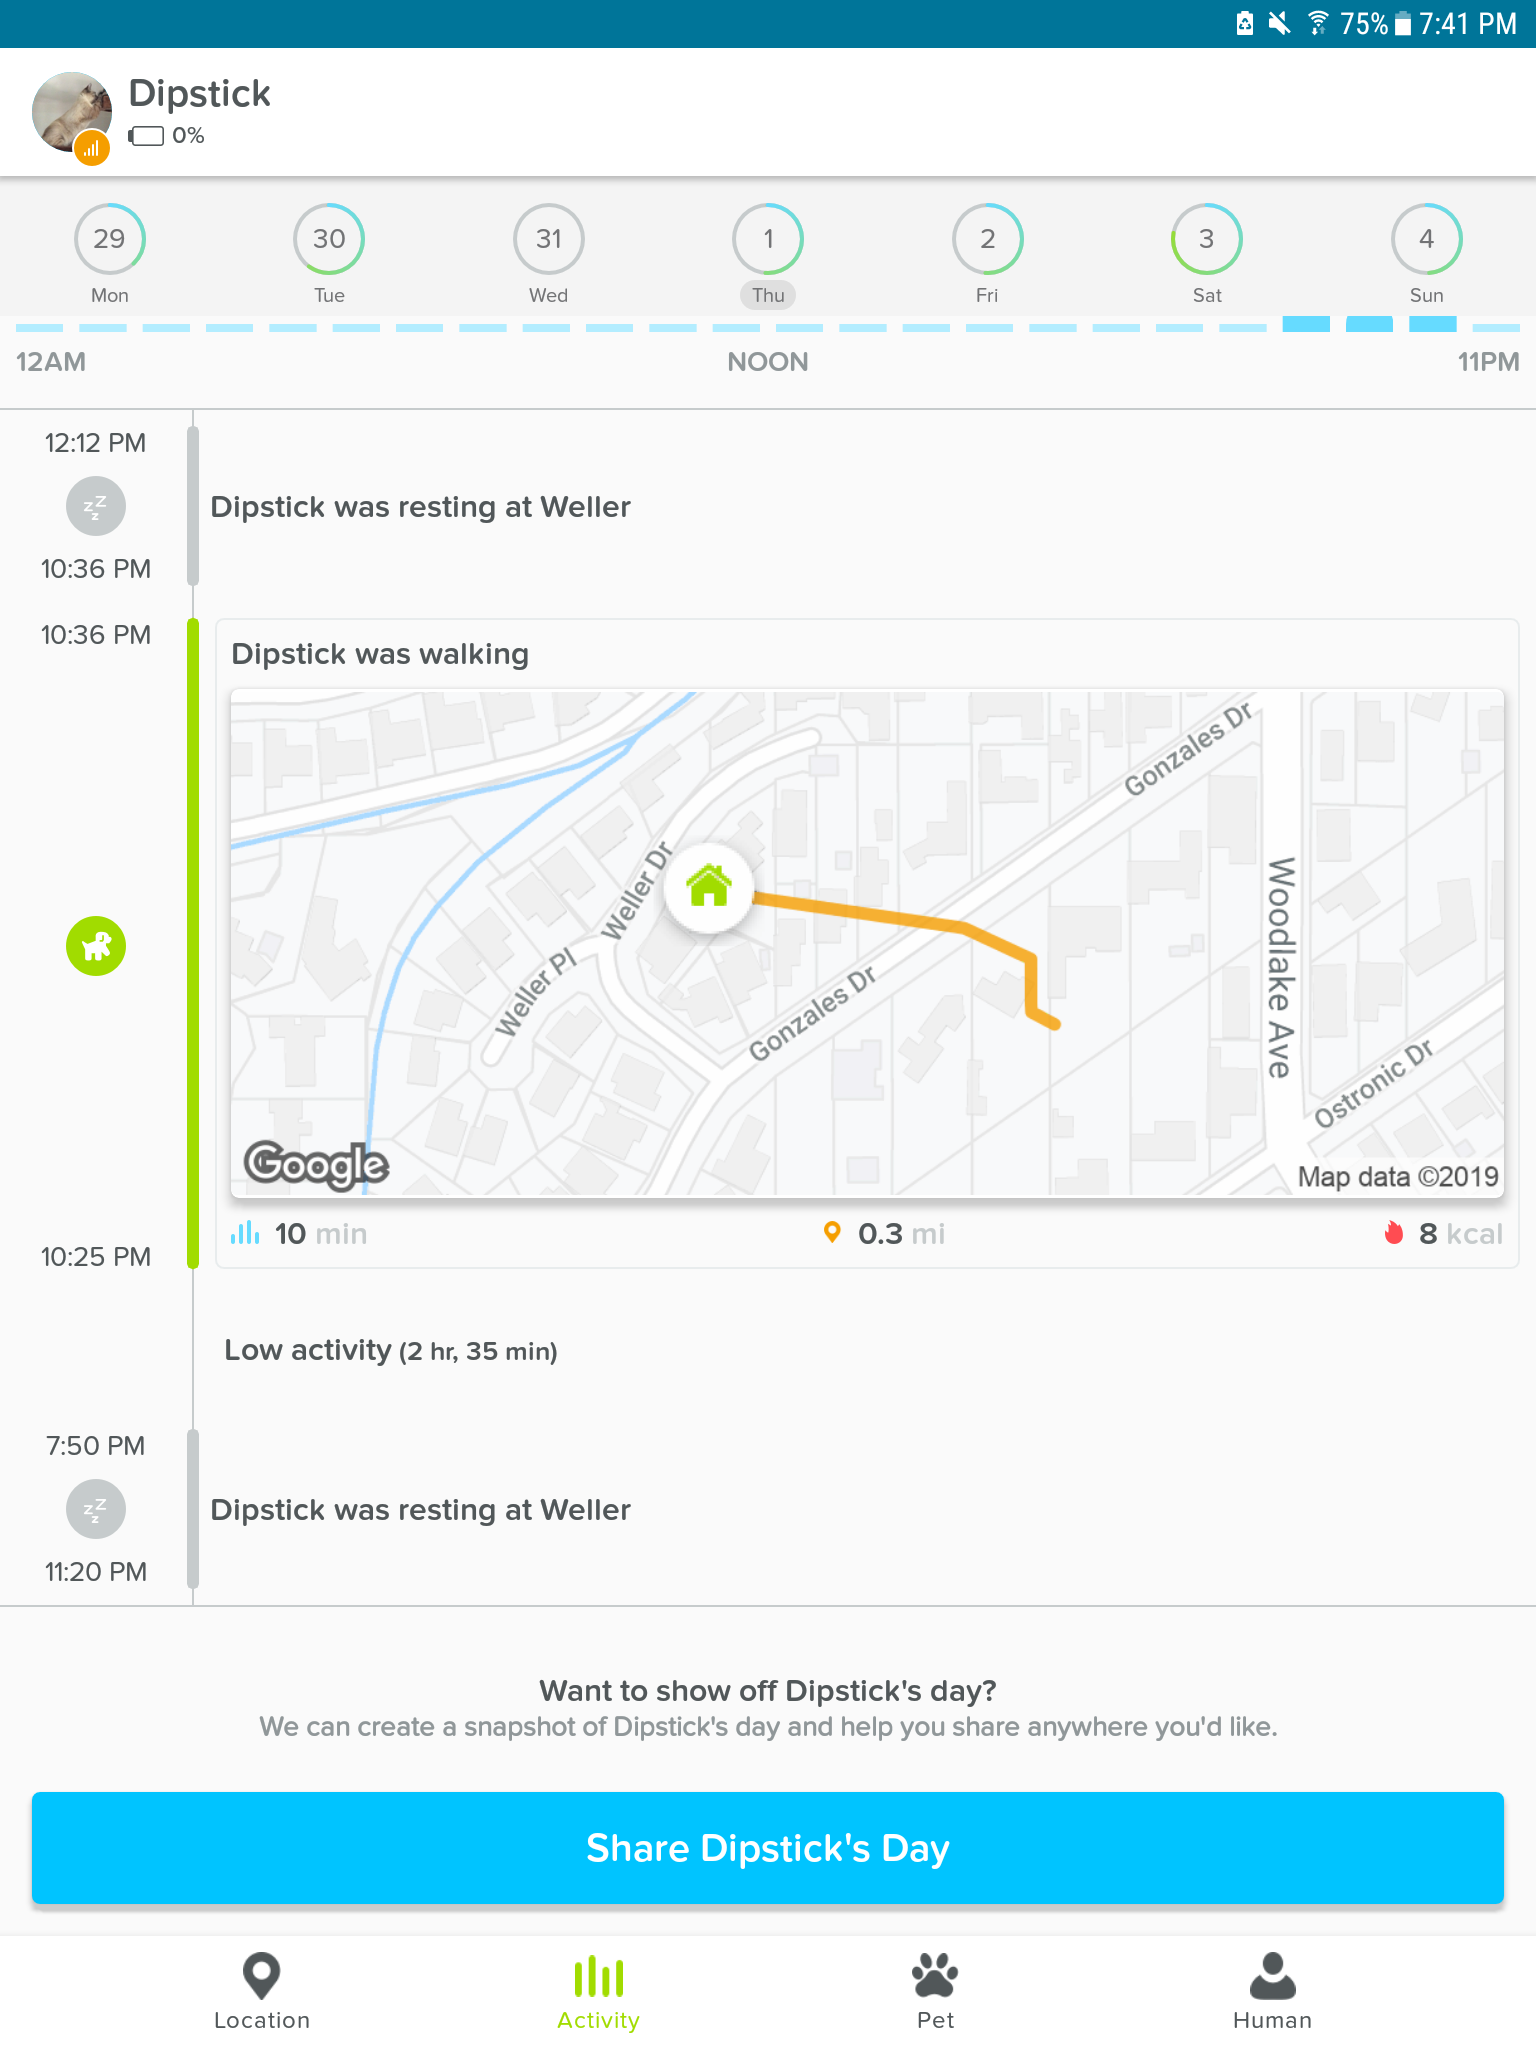 75% 7:41 PM
Dipstick
0%
29 30 31 1 2 3 4
Mon Tue Wed Thu Fri Sat Sun
12AM NOON 11PM
12:12 PM
zzz
Dipstick was resting at Weller
10:36 PM
10:36 PM
Dipstick was walking
Gonzales Dr
Weller Dr
Woodlake Ave
Weller Pl
Gonzales Dr
Ostronic Dr
Google
Map data ©2019
10 min 0.3 mi 8 kcal
10:25 PM
Low activity (2 hr, 35 min)
7:50 PM
zzz
Dipstick was resting at Weller
11:20 PM
Want to show off Dipstick's day?
We can create a snapshot of Dipstick's day and help you share anywhere you'd like.
Share Dipstick's Day
Location Activity Pet Human